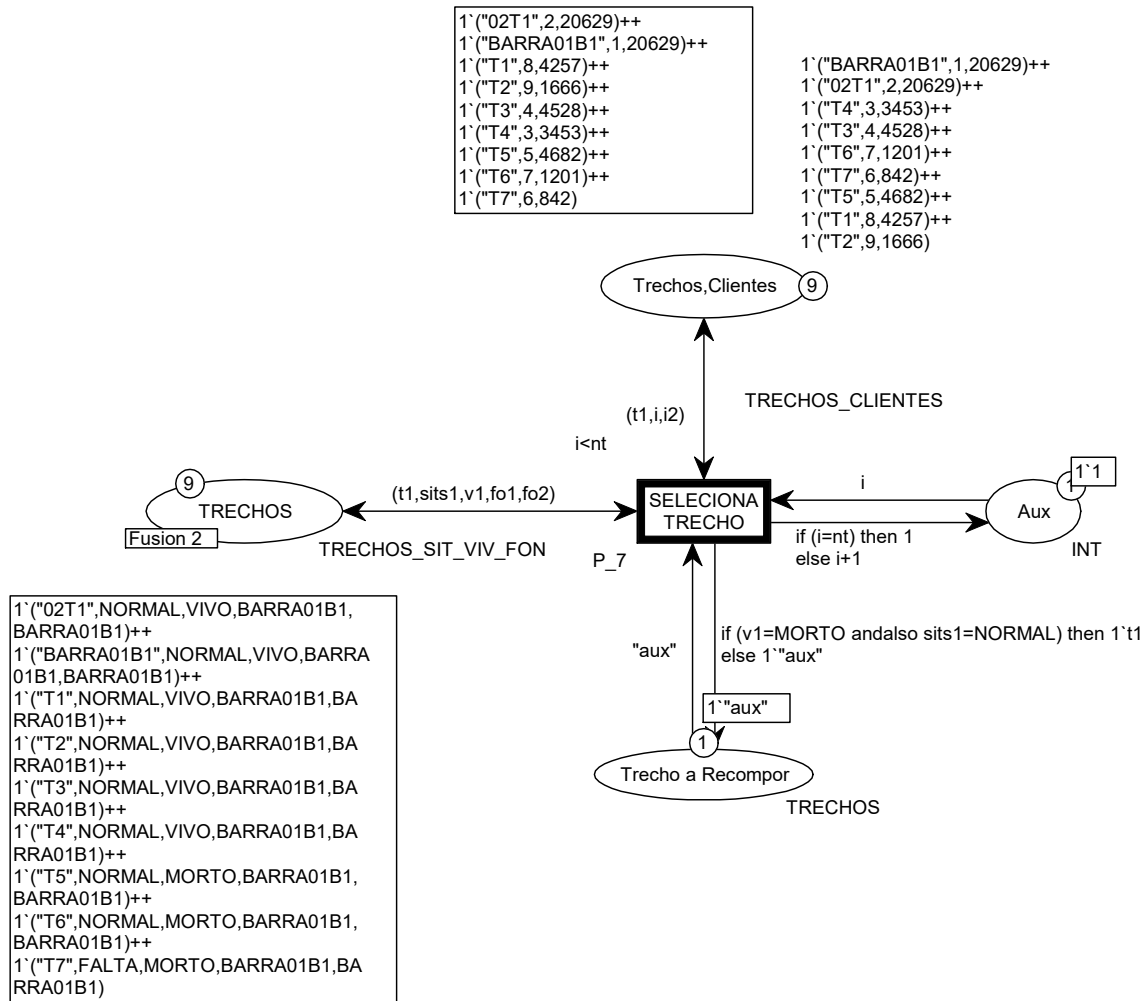 1`("02T1",2,20629)++
1`("BARRA01B1",1,20629)++
1`("T1",8,4257)++
1`("T2",9,1666)++
1`("T3",4,4528)++
1`("T4",3,3453)++
1`("T5",5,4682)++
1`("T6",7,1201)++
1`("T7",6,842)
1`("BARRA01B1",1,20629)++
1`("02T1",2,20629)++
1`("T4",3,3453)++
1`("T3",4,4528)++
1`("T6",7,1201)++
1`("T7",6,842)++
1`("T5",5,4682)++
1`("T1",8,4257)++
1`("T2",9,1666)
Trechos,Clientes
9
TRECHOS_CLIENTES
(t1,i,i2)
i<nt
9
TRECHOS
Fusion 2
(t1,sits1,v1,fo1,fo2)
TRECHOS_SIT_VIV_FON
SELECIONA
TRECHO
P_7
i
1
1`1
Aux
INT
if (i=nt) then 1
else i+1
"aux"
if (v1=MORTO andalso sits1=NORMAL) then 1`t1
else 1`"aux"
1`"aux"
1
Trecho a Recompor
TRECHOS
1`("02T1",NORMAL,VIVO,BARRA01B1,
BARRA01B1)++
1`("BARRA01B1",NORMAL,VIVO,BARRA
01B1,BARRA01B1)++
1`("T1",NORMAL,VIVO,BARRA01B1,BA
RRA01B1)++
1`("T2",NORMAL,VIVO,BARRA01B1,BA
RRA01B1)++
1`("T3",NORMAL,VIVO,BARRA01B1,BA
RRA01B1)++
1`("T4",NORMAL,VIVO,BARRA01B1,BA
RRA01B1)++
1`("T5",NORMAL,MORTO,BARRA01B1,
BARRA01B1)++
1`("T6",NORMAL,MORTO,BARRA01B1,
BARRA01B1)++
1`("T7",FALTA,MORTO,BARRA01B1,BA
RRA01B1)